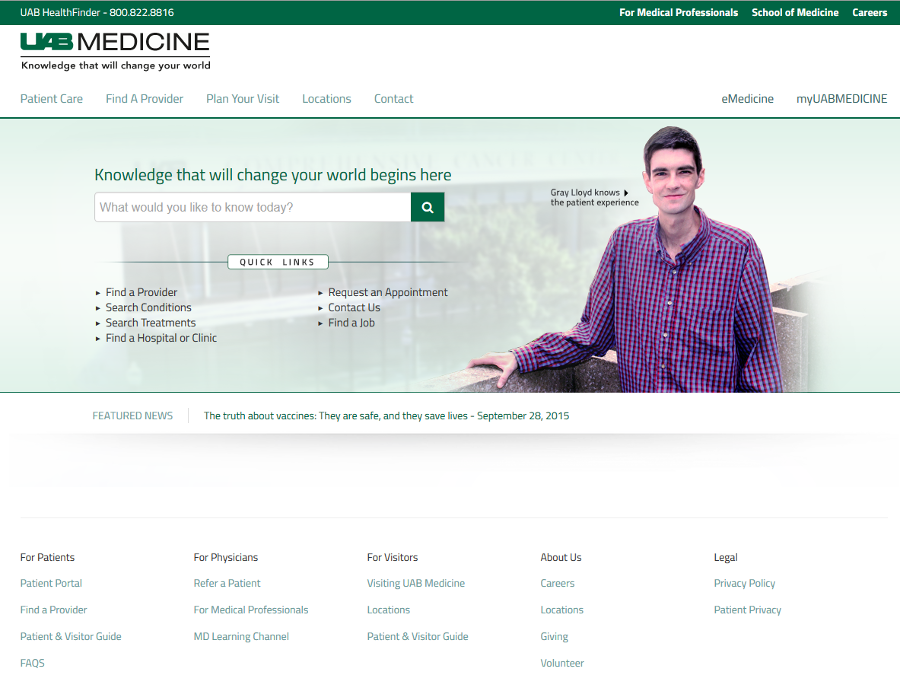 UAB HealthFinder - 800.822.8816
For Medical Professionals School of Medicine Careers
UAB MEDICINE
Knowledge that will change your world
Patient Care Find A Provider Plan Your Visit Locations Contact
eMedicine myUABMEDICINE
COMPREHENSIVE CANCER CENTER
Knowledge that will change your world begins here
What would you like to know today?
Gray Lloyd knows
the patient experience
QUICK LINKS
Find a Provider
Search Conditions
Search Treatments
Find a Hospital or Clinic
Request an Appointment
Contact Us
Find a Job
FEATURED NEWS
The truth about vaccines: They are safe, and they save lives - September 28, 2015
For Patients
Patient Portal
Find a Provider
Patient & Visitor Guide
FAQS
For Physicians
Refer a Patient
For Medical Professionals
MD Learning Channel
For Visitors
Visiting UAB Medicine
Locations
Patient & Visitor Guide
About Us
Careers
Locations
Giving
Volunteer
Legal
Privacy Policy
Patient Privacy